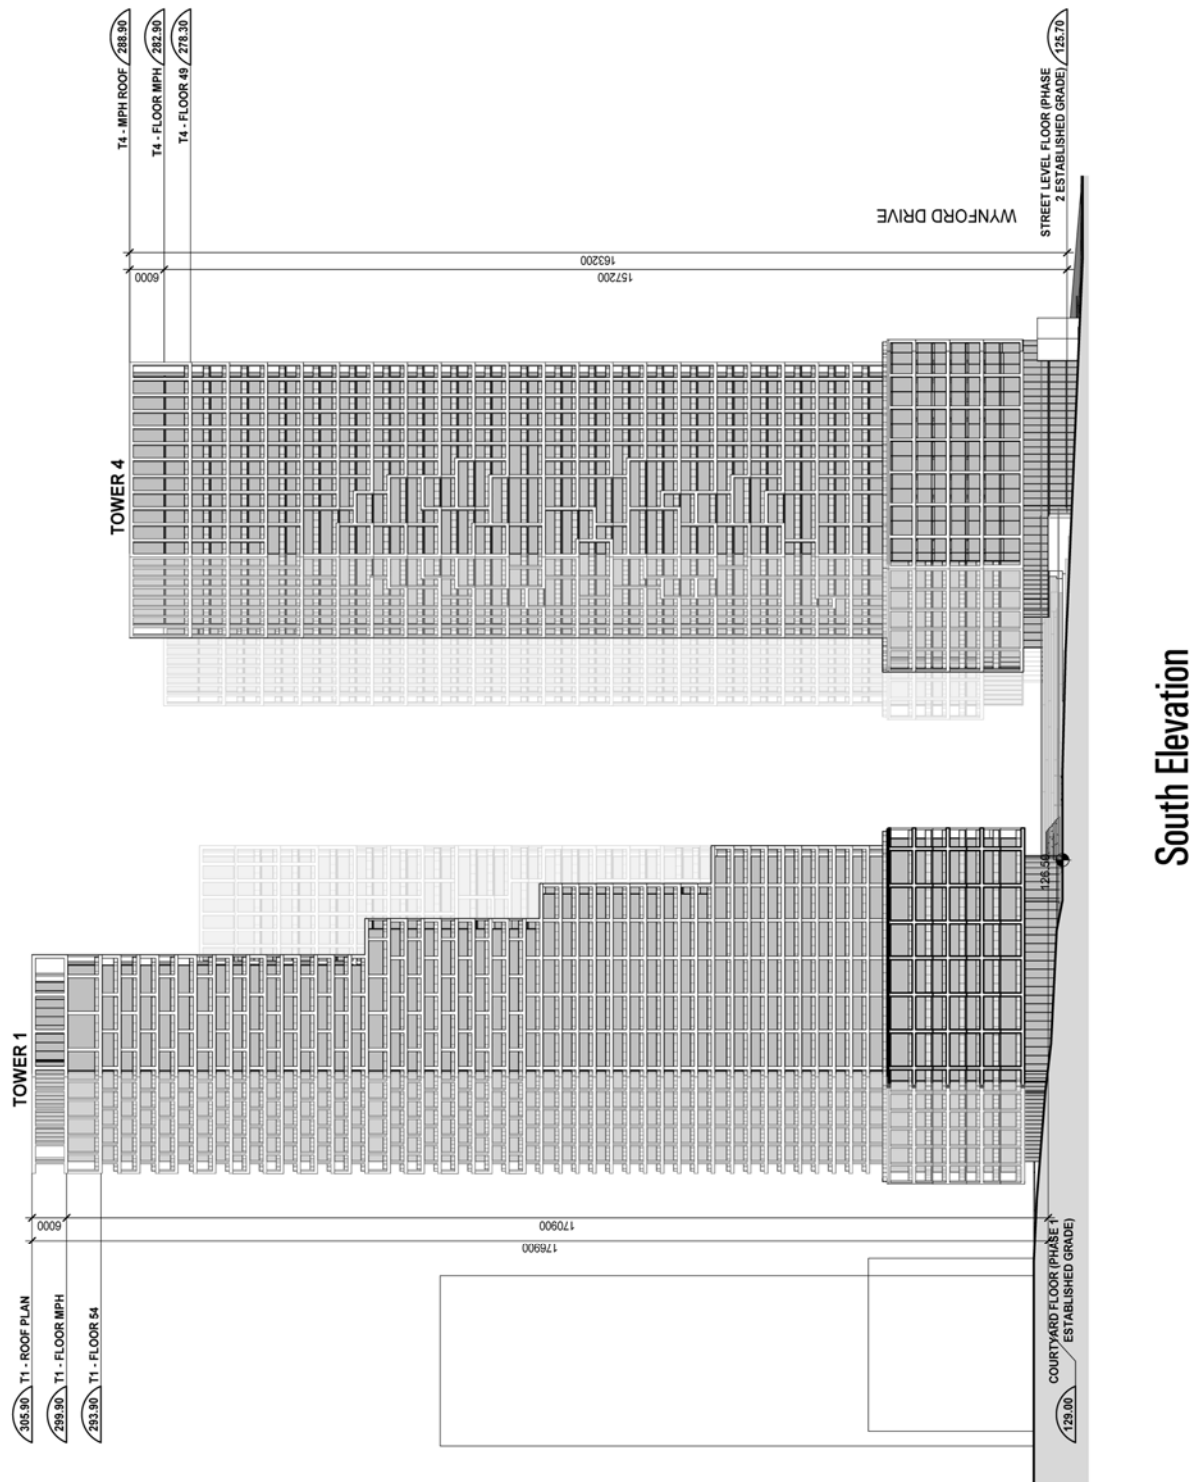 288.90
T4 - MPH ROOF
282.90
T4 - FLOOR MPH
278.30
T4 - FLOOR 49
125.70
STREET LEVEL FLOOR (PHASE
2 ESTABLISHED GRADE)
WYNFORD DRIVE
163200
6000
157200
TOWER 4
TOWER 1
126.50
6000
170900
176900
305.90
T1 - ROOF PLAN
299.90
T1 - FLOOR MPH
293.90
T1 - FLOOR 54
COURTYARD FLOOR (PHASE 1
ESTABLISHED GRADE)
129.00
South Elevation